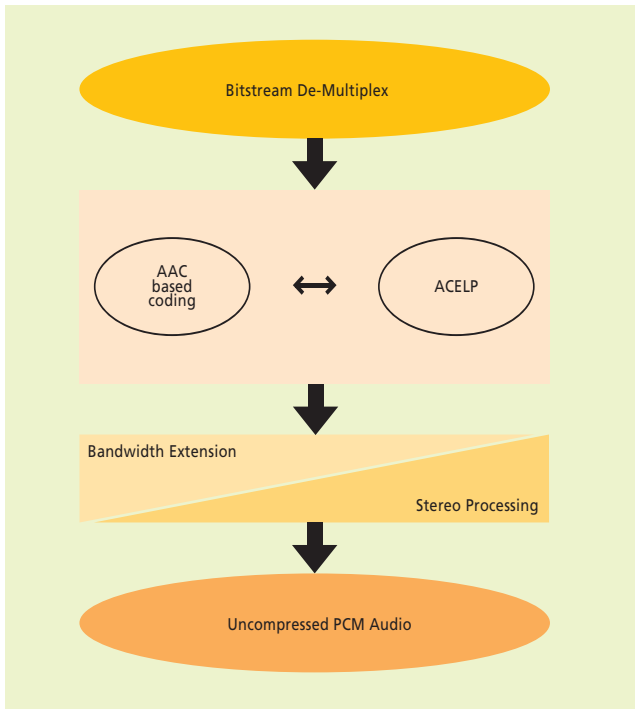 Bitstream De-Multiplex
AAC
based
coding
ACELP
Bandwidth Extension
Stereo Processing
Uncompressed PCM Audio